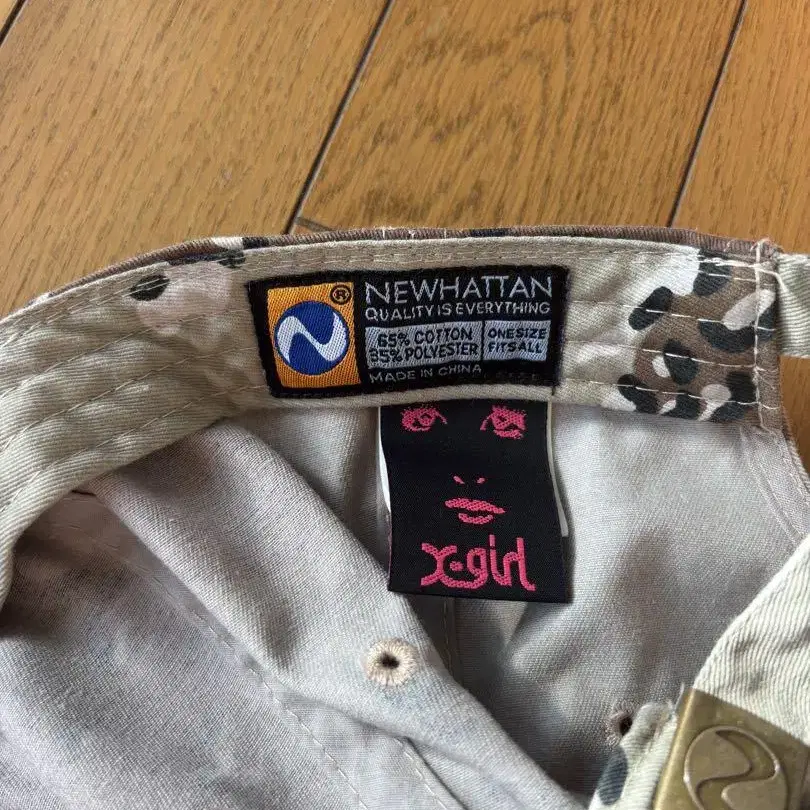 ®
NEWHATTAN
QUALITY IS EVERYTHING
65% COTTON
35% POLYESTER
ONE SIZE
FITS ALL
MADE IN CHINA
X-girl